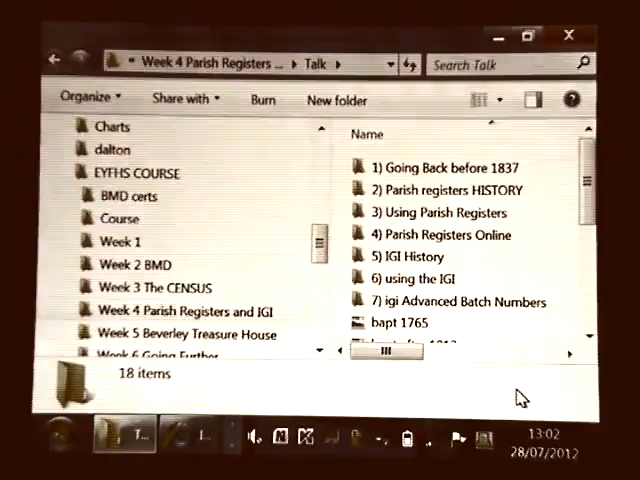 Week 4 Parish Registers ... Talk
Search Talk
Organize Share with Burn New folder
Charts
dalton
EYFHS COURSE
BMD certs
Course
Week 1
Week 2 BMD
Week 3 The CENSUS
Week 4 Parish Registers and IGI
Week 5 Beverley Treasure House
Week 6 Going Further
Name
1) Going Back before 1837
2) Parish registers HISTORY
3) Using Parish Registers
4) Parish Registers Online
5) IGI History
6) using the IGI
7) igi Advanced Batch Numbers
bapt 1765
18 items
T...
13:02
28/07/2012